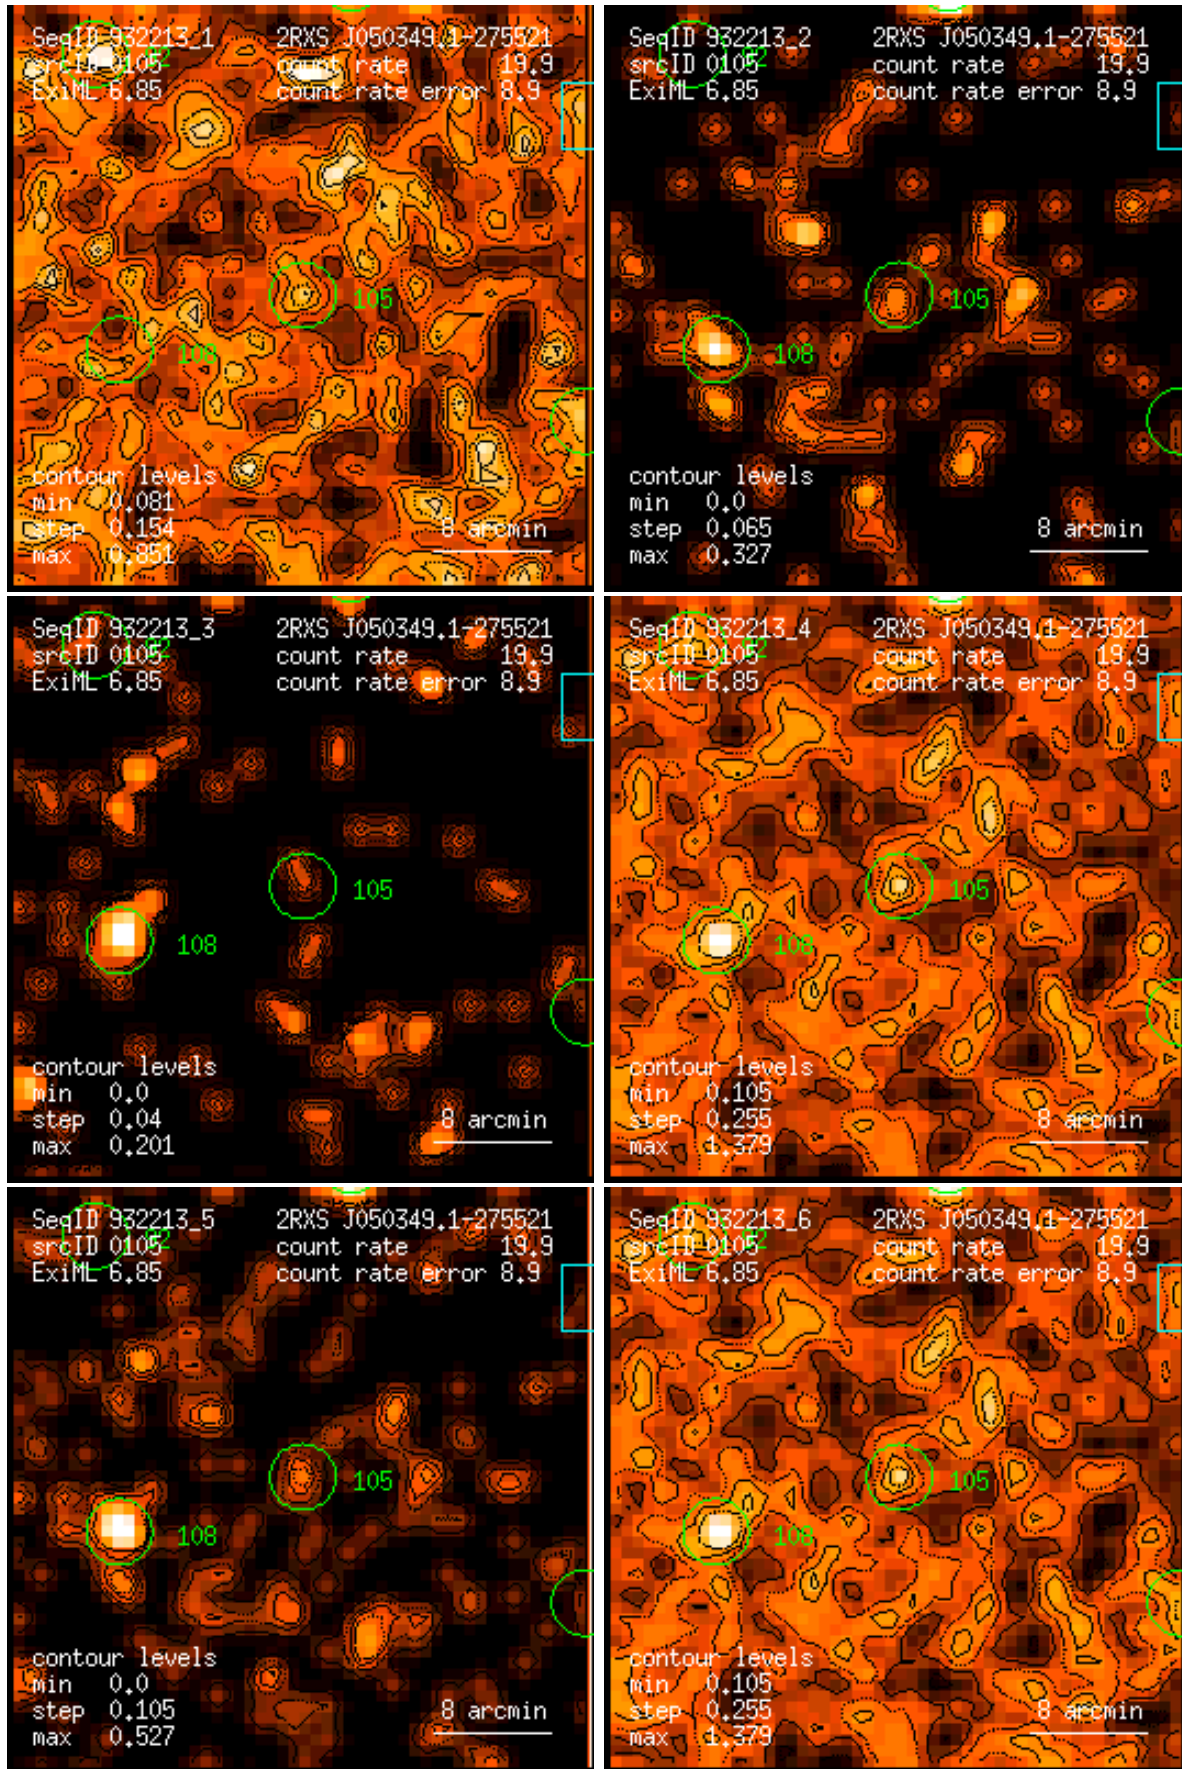 SeqID 932213_1 2RXS J050349.1-275521
srcID 0105 92 count rate 19.9
ExiML 6.85 count rate error 8.9
105
108
contour levels
min 0.081
step 0.154 8 arcmin
max 0.851
SeqID 932213_2 2RXS J050349.1-275521
srcID 0105 92 count rate 19.9
ExiML 6.85 count rate error 8.9
105
108
contour levels
min 0.0
step 0.065 8 arcmin
max 0.327
SeqID 932213_3 2RXS J050349.1-275521
srcID 0105 92 count rate 19.9
ExiML 6.85 count rate error 8.9
105
108
contour levels
min 0.0
step 0.04 8 arcmin
max 0.201
SeqID 932213_4 2RXS J050349.1-275521
srcID 0105 92 count rate 19.9
ExiML 6.85 count rate error 8.9
105
108
contour levels
min 0.105
step 0.255 8 arcmin
max 1.379
SeqID 932213_5 2RXS J050349.1-275521
srcID 0105 92 count rate 19.9
ExiML 6.85 count rate error 8.9
105
108
contour levels
min 0.0
step 0.105 8 arcmin
max 0.527
SeqID 932213_6 2RXS J050349.1-275521
srcID 0105 92 count rate 19.9
ExiML 6.85 count rate error 8.9
105
108
contour levels
min 0.105
step 0.255 8 arcmin
max 1.379